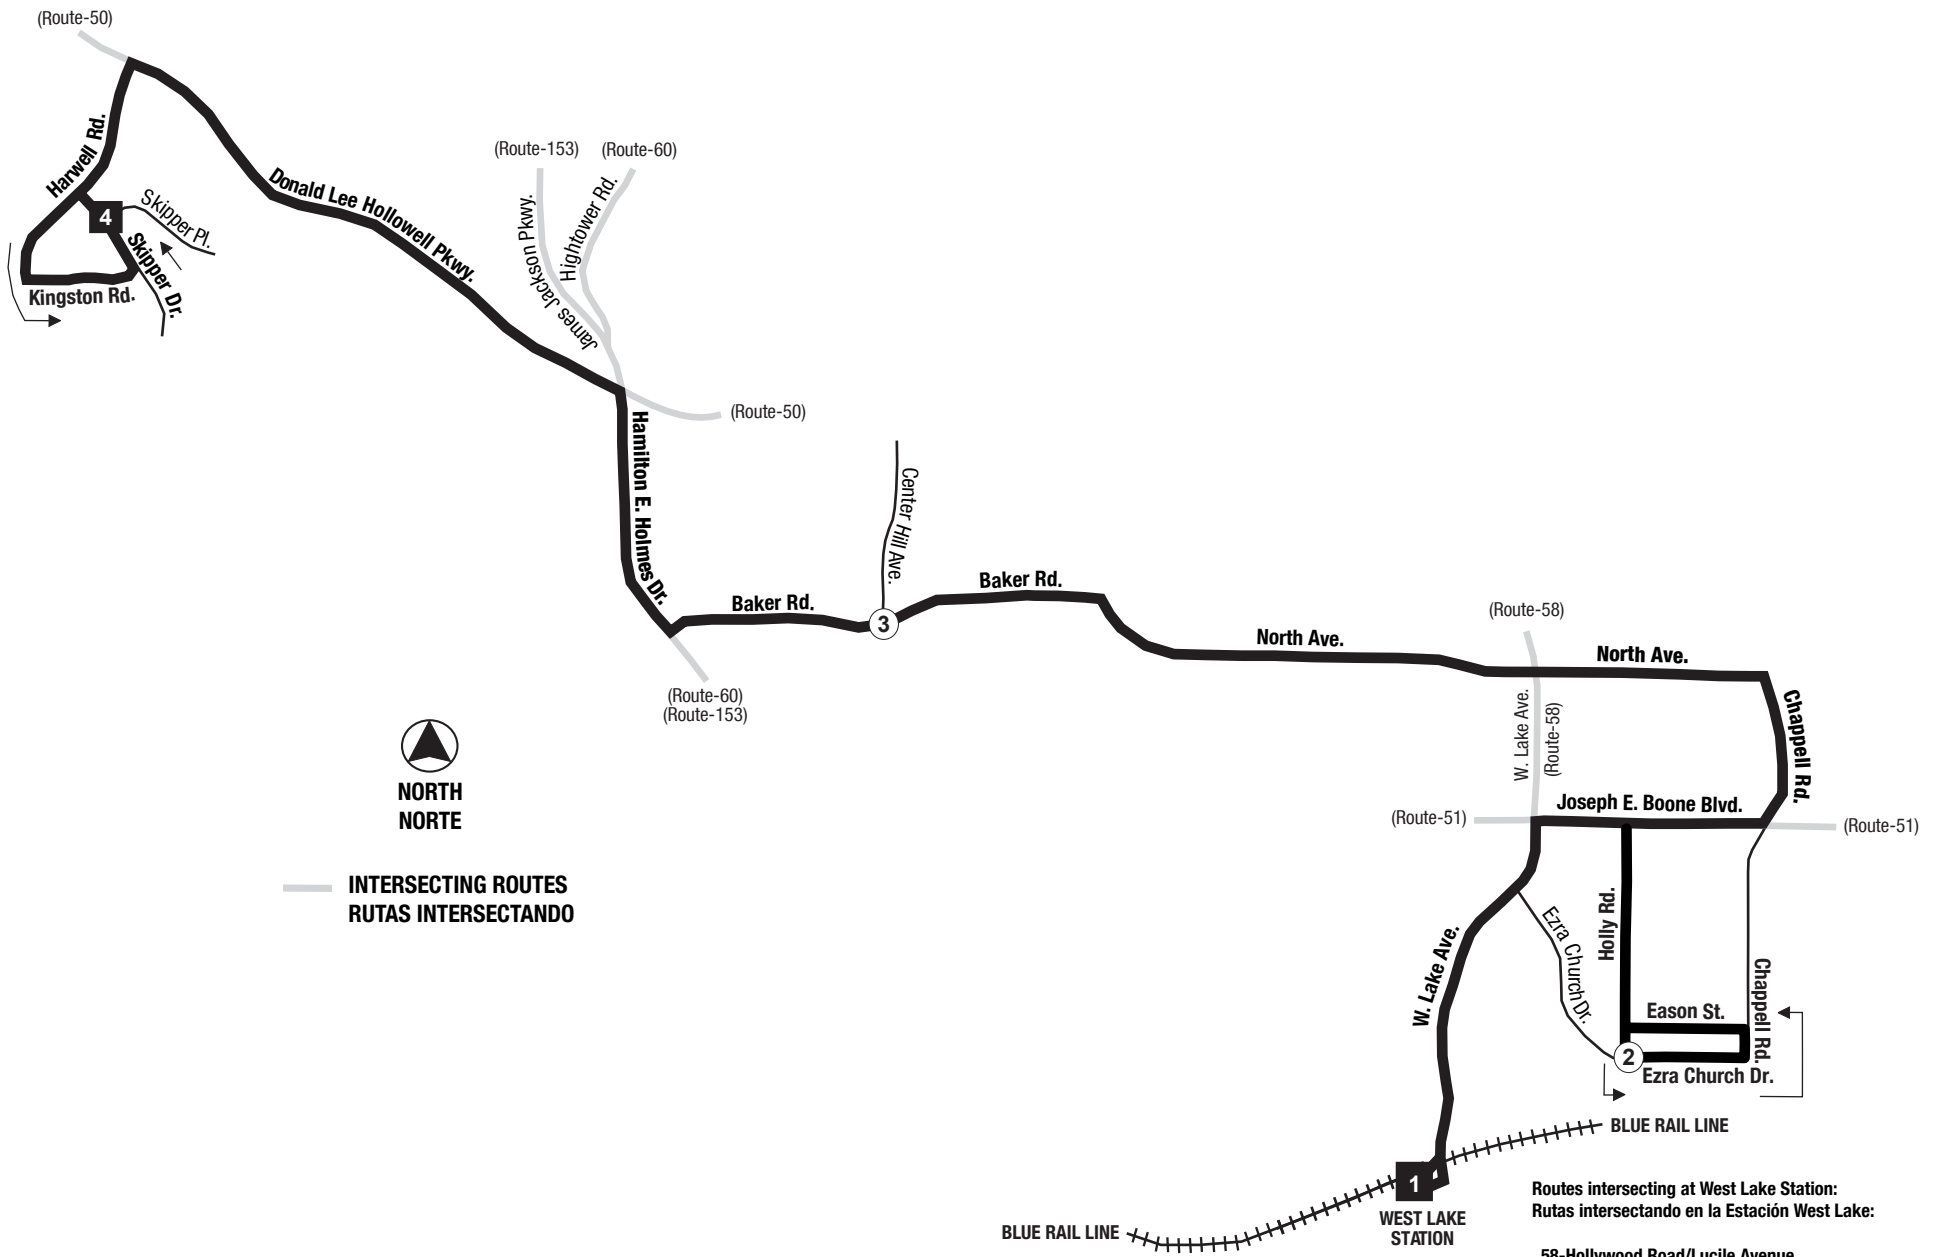 (Route-50)
Harwell Rd.
4
Skipper Pl.
Skipper Dr.
Kingston Rd.
Donald Lee Hollowell Pkwy.
(Route-153)
(Route-60)
James Jackson Pkwy.
Hightower Rd.
(Route-50)
Hamilton E. Holmes Dr.
Center Hill Ave.
Baker Rd.
3
Baker Rd.
(Route-60)
(Route-153)
North Ave.
(Route-58)
North Ave.
W. Lake Ave.
(Route-58)
Chappell Rd.
Joseph E. Boone Blvd.
(Route-51)
(Route-51)
NORTH
NORTE
INTERSECTING ROUTES
RUTAS INTERSECTANDO
W. Lake Ave.
Ezra Church Dr.
Holly Rd.
Eason St.
Chappell Rd.
2
Ezra Church Dr.
BLUE RAIL LINE
1
WEST LAKE
STATION
BLUE RAIL LINE
Routes intersecting at West Lake Station:
Rutas intersectando en la Estación West Lake:
58-Hollywood Road/Lucile Avenue